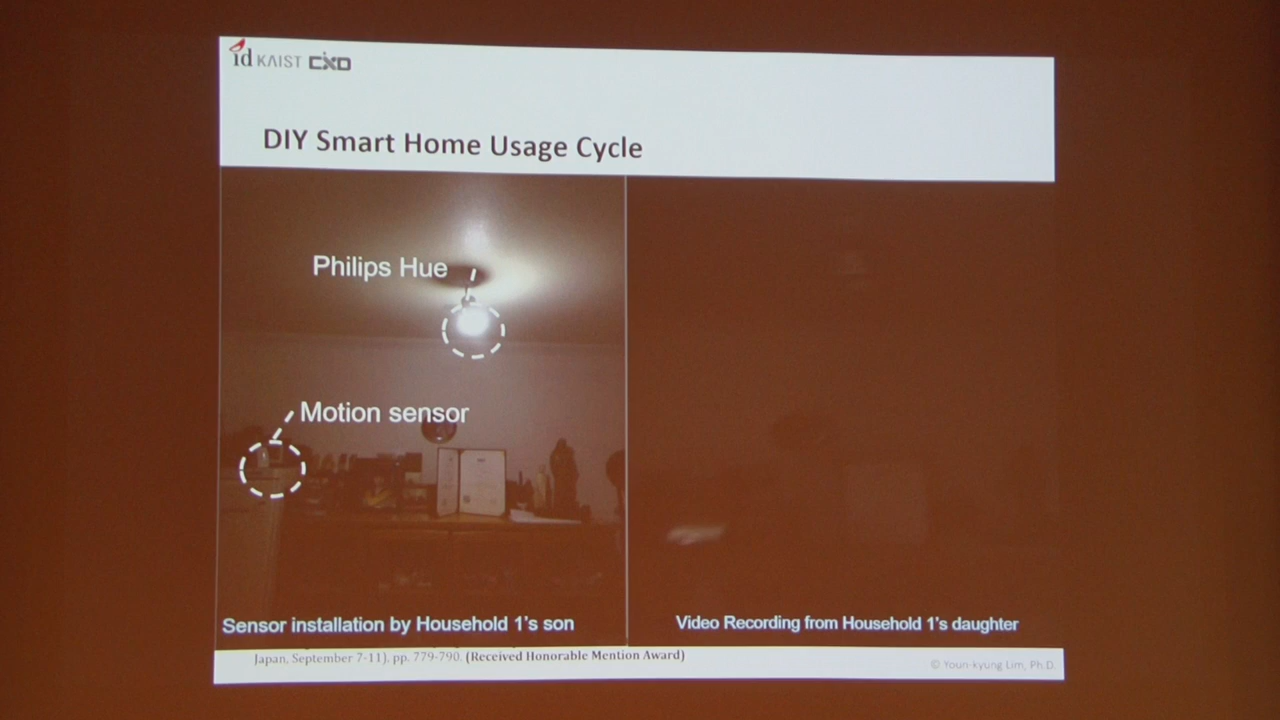 id KAIST CXD
DIY Smart Home Usage Cycle
Philips Hue
Motion sensor
Sensor installation by Household 1's son
Video Recording from Household 1's daughter
Japan, September 7-11), pp. 779-790. (Received Honorable Mention Award)
© Youn-kyung Lim, Ph.D.